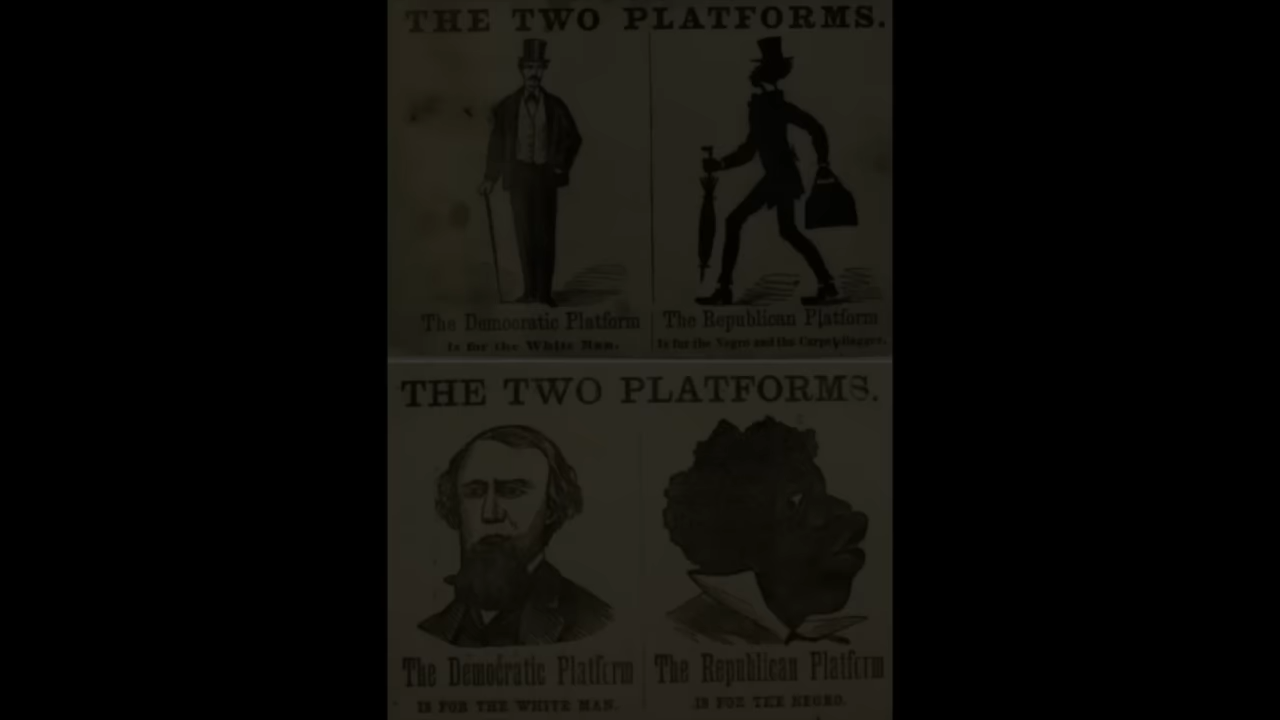 THE TWO PLATFORMS.
The Democratic Platform
Is for the White Man.
The Republican Platform
Is for the Negro and the Carpet-Bagger.
THE TWO PLATFORMS.
The Democratic Platform
IS FOR THE WHITE MAN.
The Republican Platform
IS FOR THE NEGRO.